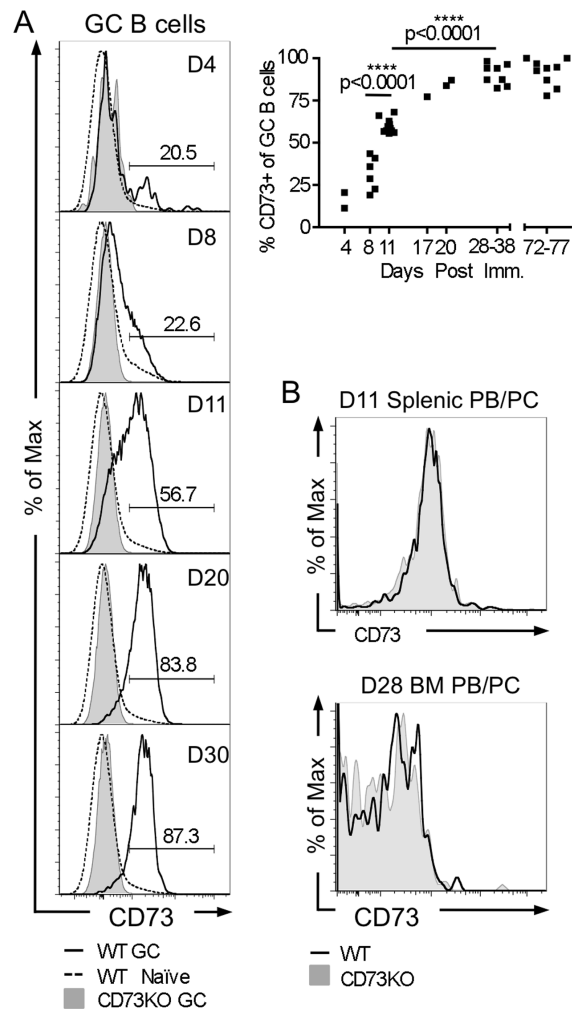 A
GC B cells
D4
20.5
D8
22.6
D11
56.7
D20
83.8
D30
87.3
% of Max
CD73
WT GC
WT Naïve
CD73KO GC
****
p<0.0001
****
p<0.0001
% CD73+ of GC B cells
100
75
50
25
0
4 8 11 17 20 28-38 72-77
Days Post Imm.
B
D11 Splenic PB/PC
% of Max
CD73
D28 BM PB/PC
% of Max
CD73
WT
CD73KO